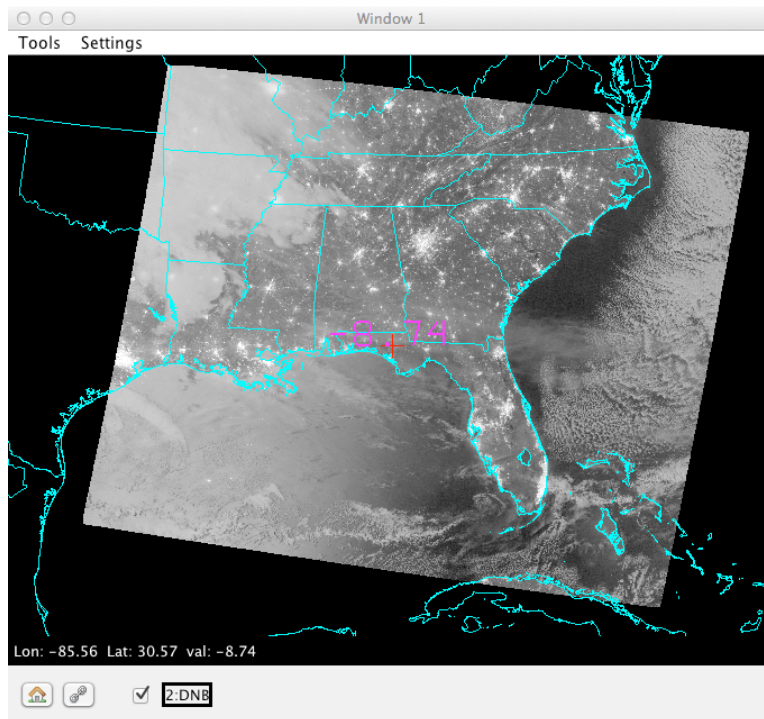 Window 1
Tools Settings
-8.74
Lon: -85.56 Lat: 30.57 val: -8.74
2:DNB